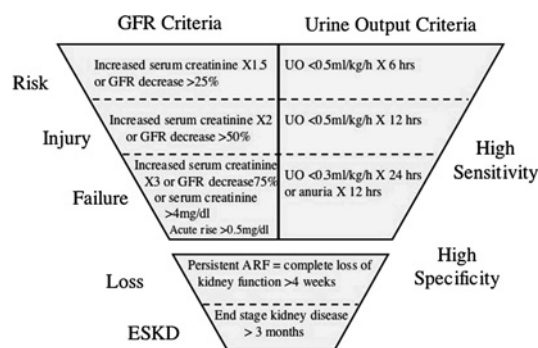 GFR Criteria
Urine Output Criteria
Risk
Increased serum creatinine X1.5
or GFR decrease >25%
UO <0.5ml/kg/h X 6 hrs
Injury
Increased serum creatinine X2
or GFR decrease >50%
UO <0.5ml/kg/h X 12 hrs
Failure
Increased serum creatinine
X3 or GFR decrease75%
or serum creatinine
>4mg/dl
Acute rise >0.5mg/dl
UO <0.3ml/kg/h X 24 hrs
or anuria X 12 hrs
High
Sensitivity
Loss
Persistent ARF = complete loss of
kidney function >4 weeks
High
Specificity
ESKD
End stage kidney disease
> 3 months